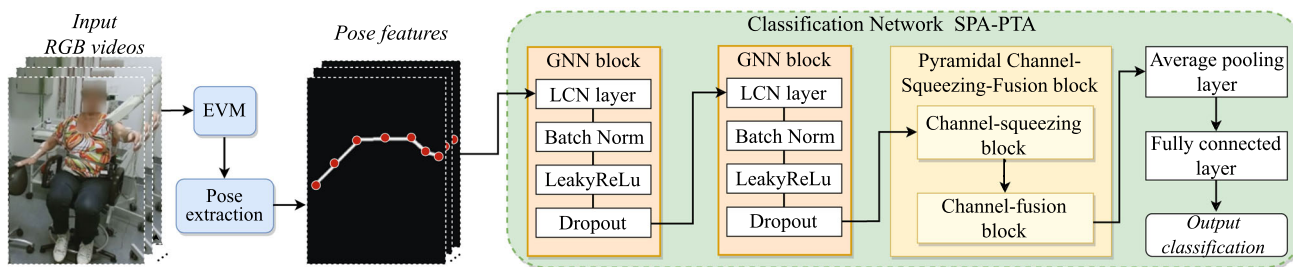 Input
RGB videos
EVM
Pose
extraction
Pose features
Classification Network SPA-PTA
GNN block
LCN layer
Batch Norm
LeakyReLu
Dropout
GNN block
LCN layer
Batch Norm
LeakyReLu
Dropout
Pyramidal Channel-
Squeezing-Fusion block
Channel-squeezing
block
Channel-fusion
block
Average pooling
layer
Fully connected
layer
Output
classification